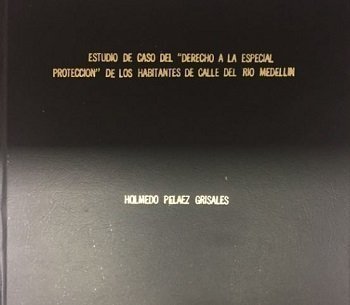 ESTUDIO DE CASO DEL "DERECHO A LA ESPECIAL
PROTECCION" DE LOS HABITANTES DE CALLE DEL RIO MEDELLIN
HOLMEDO PELAEZ GRISALES